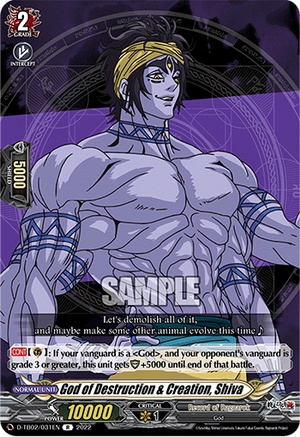 2
GRADE
INTERCEPT
5000
SHIELD
SAMPLE
Let's demolish all of it,
and maybe make some other animal evolve this time♪
CONT【】: If your vanguard is a <God>, and your opponent's vanguard is
grade 3 or greater, this unit gets +5000 until end of that battle.
NORMAL UNIT God of Destruction & Creation, Shiva
POWER 10000 CRITICAL 1 Record of Ragnarok
God
D-TB02/031EN R 2022